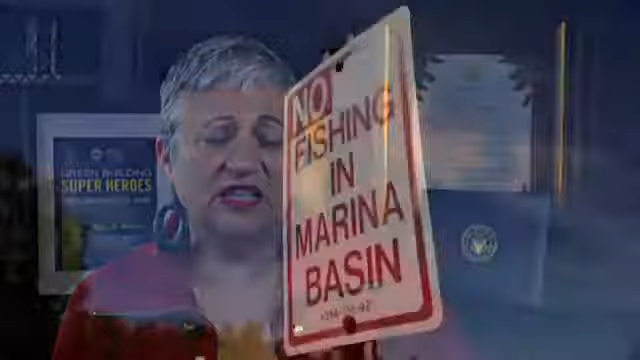 NO
FISHING
IN
MARINA
BASIN
GREEN BUILDING
SUPER HEROES